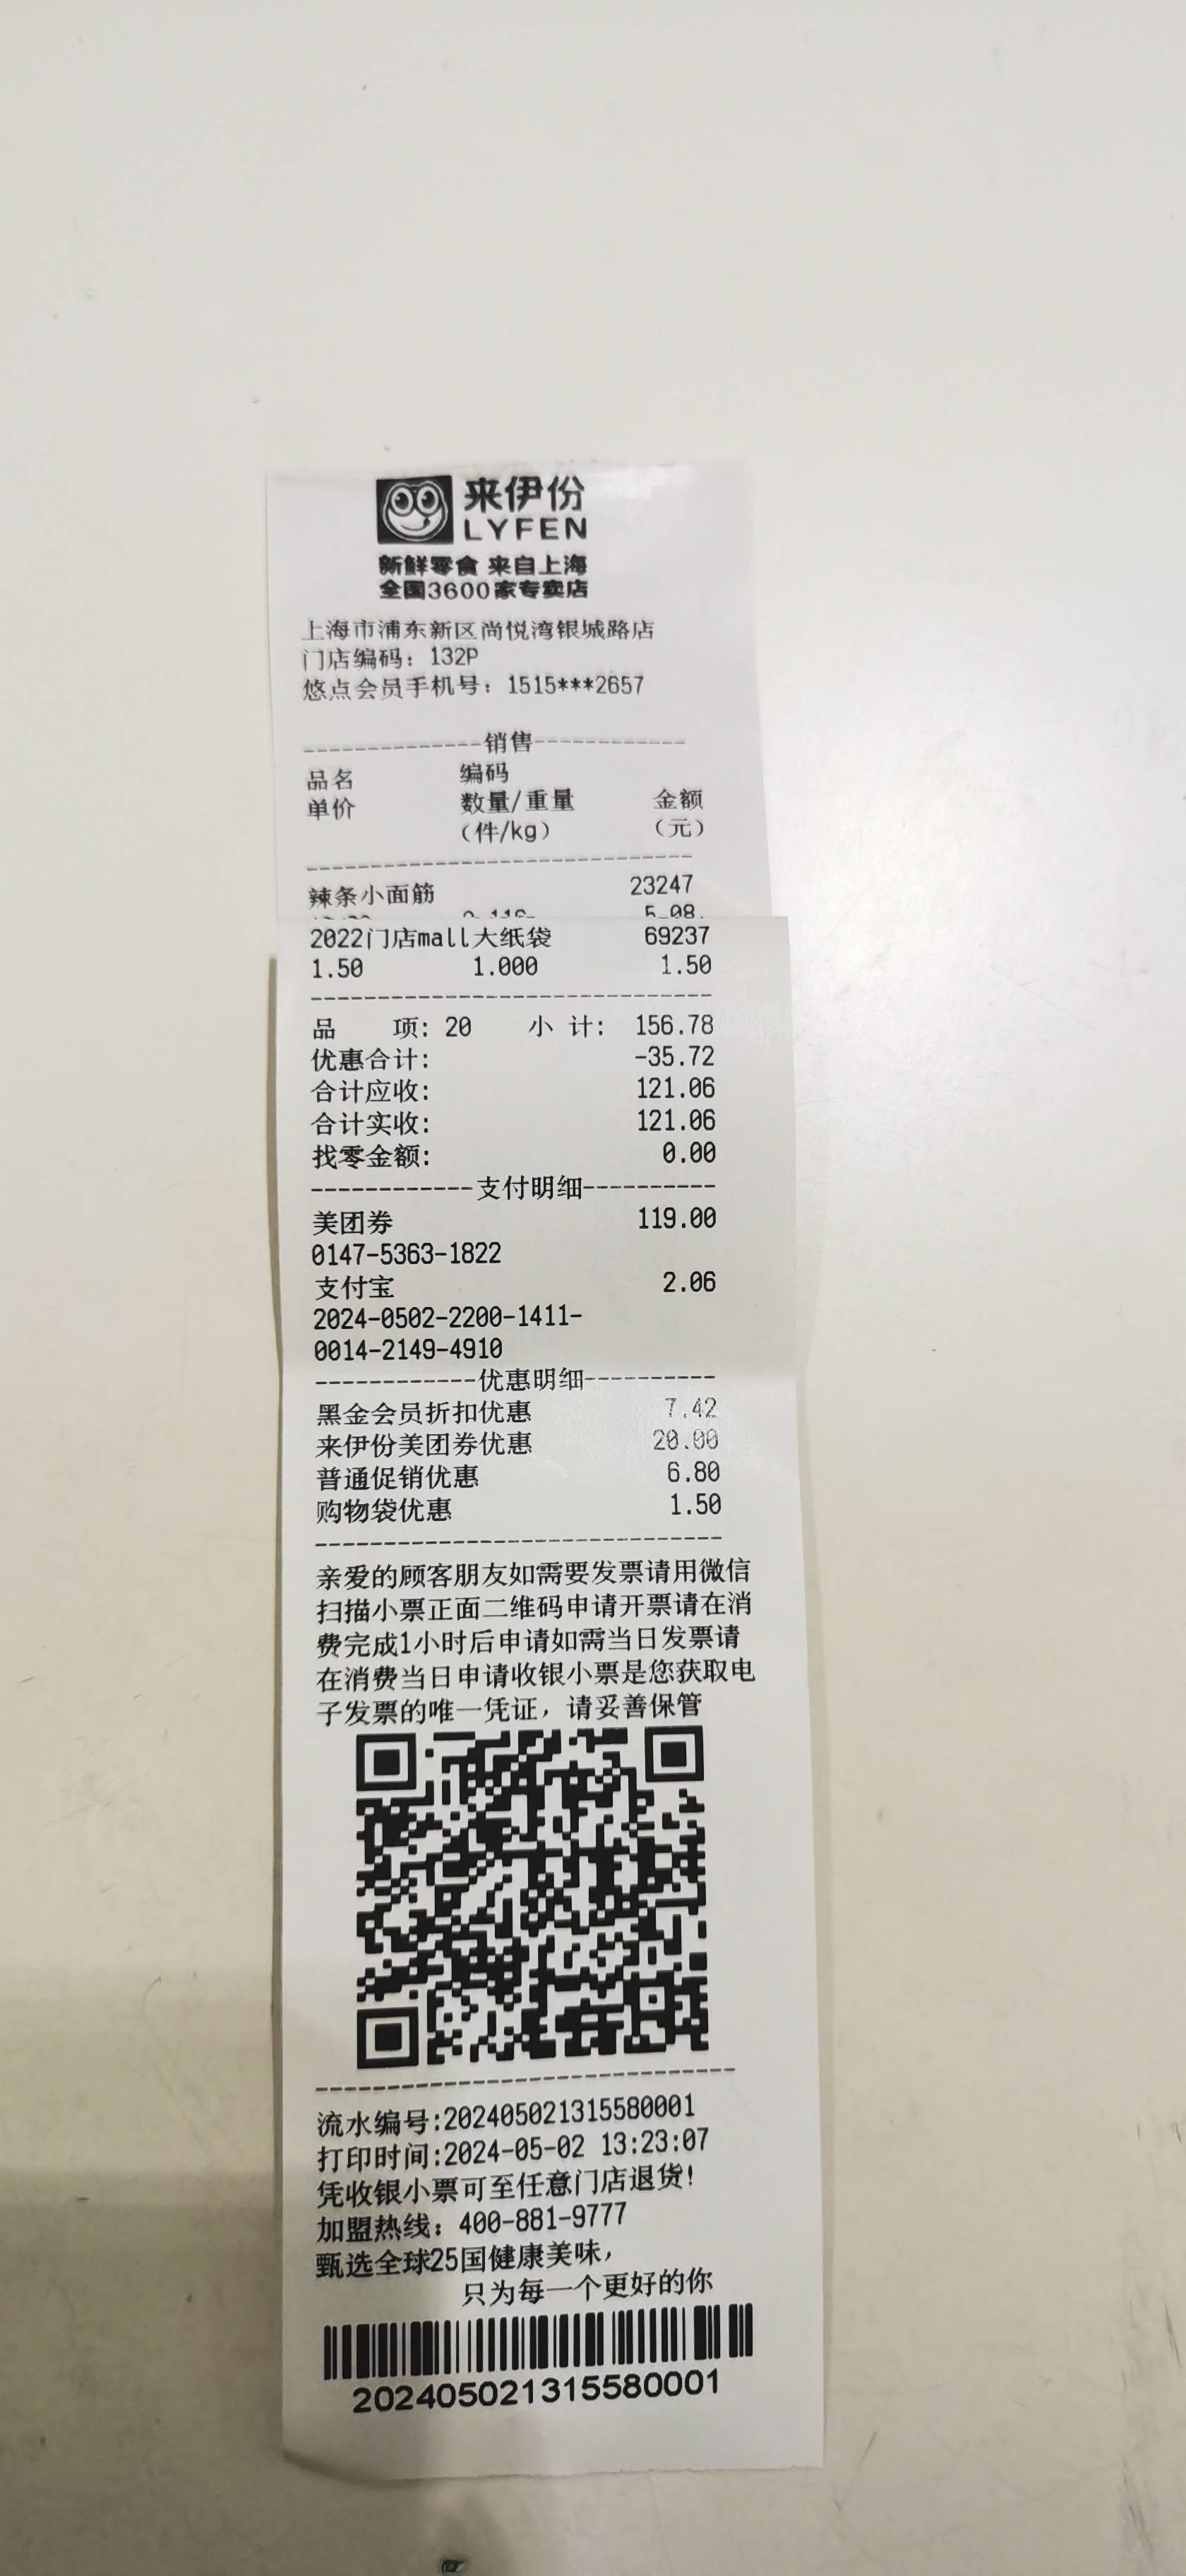 来伊份
LYFEN
新鲜零食 来自上海
全国3600家专卖店
上海市浦东新区尚悦湾银城路店
门店编码：132P
悠点会员手机号：1515***2657
--------------销售------------
品名 编码
单价 数量/重量 金额
（件/kg） （元）
辣条小面筋 23247
5.08
2022门店mall大纸袋 69237
1.50 1.000 1.50
品 项: 20 小 计: 156.78
优惠合计: -35.72
合计应收: 121.06
合计实收: 121.06
找零金额: 0.00
------------支付明细----------
美团券 119.00
0147-5363-1822
支付宝 2.06
2024-0502-2200-1411-
0014-2149-4910
------------优惠明细----------
黑金会员折扣优惠 7.42
来伊份美团券优惠 20.00
普通促销优惠 6.80
购物袋优惠 1.50
亲爱的顾客朋友如需要发票请用微信
扫描小票正面二维码申请开票请在消
费完成1小时后申请如需当日发票请
在消费当日申请收银小票是您获取电
子发票的唯一凭证，请妥善保管
流水编号:202405021315580001
打印时间:2024-05-02 13:23:07
凭收银小票可至任意门店退货!
加盟热线：400-881-9777
甄选全球25国健康美味，
只为每一个更好的你
202405021315580001